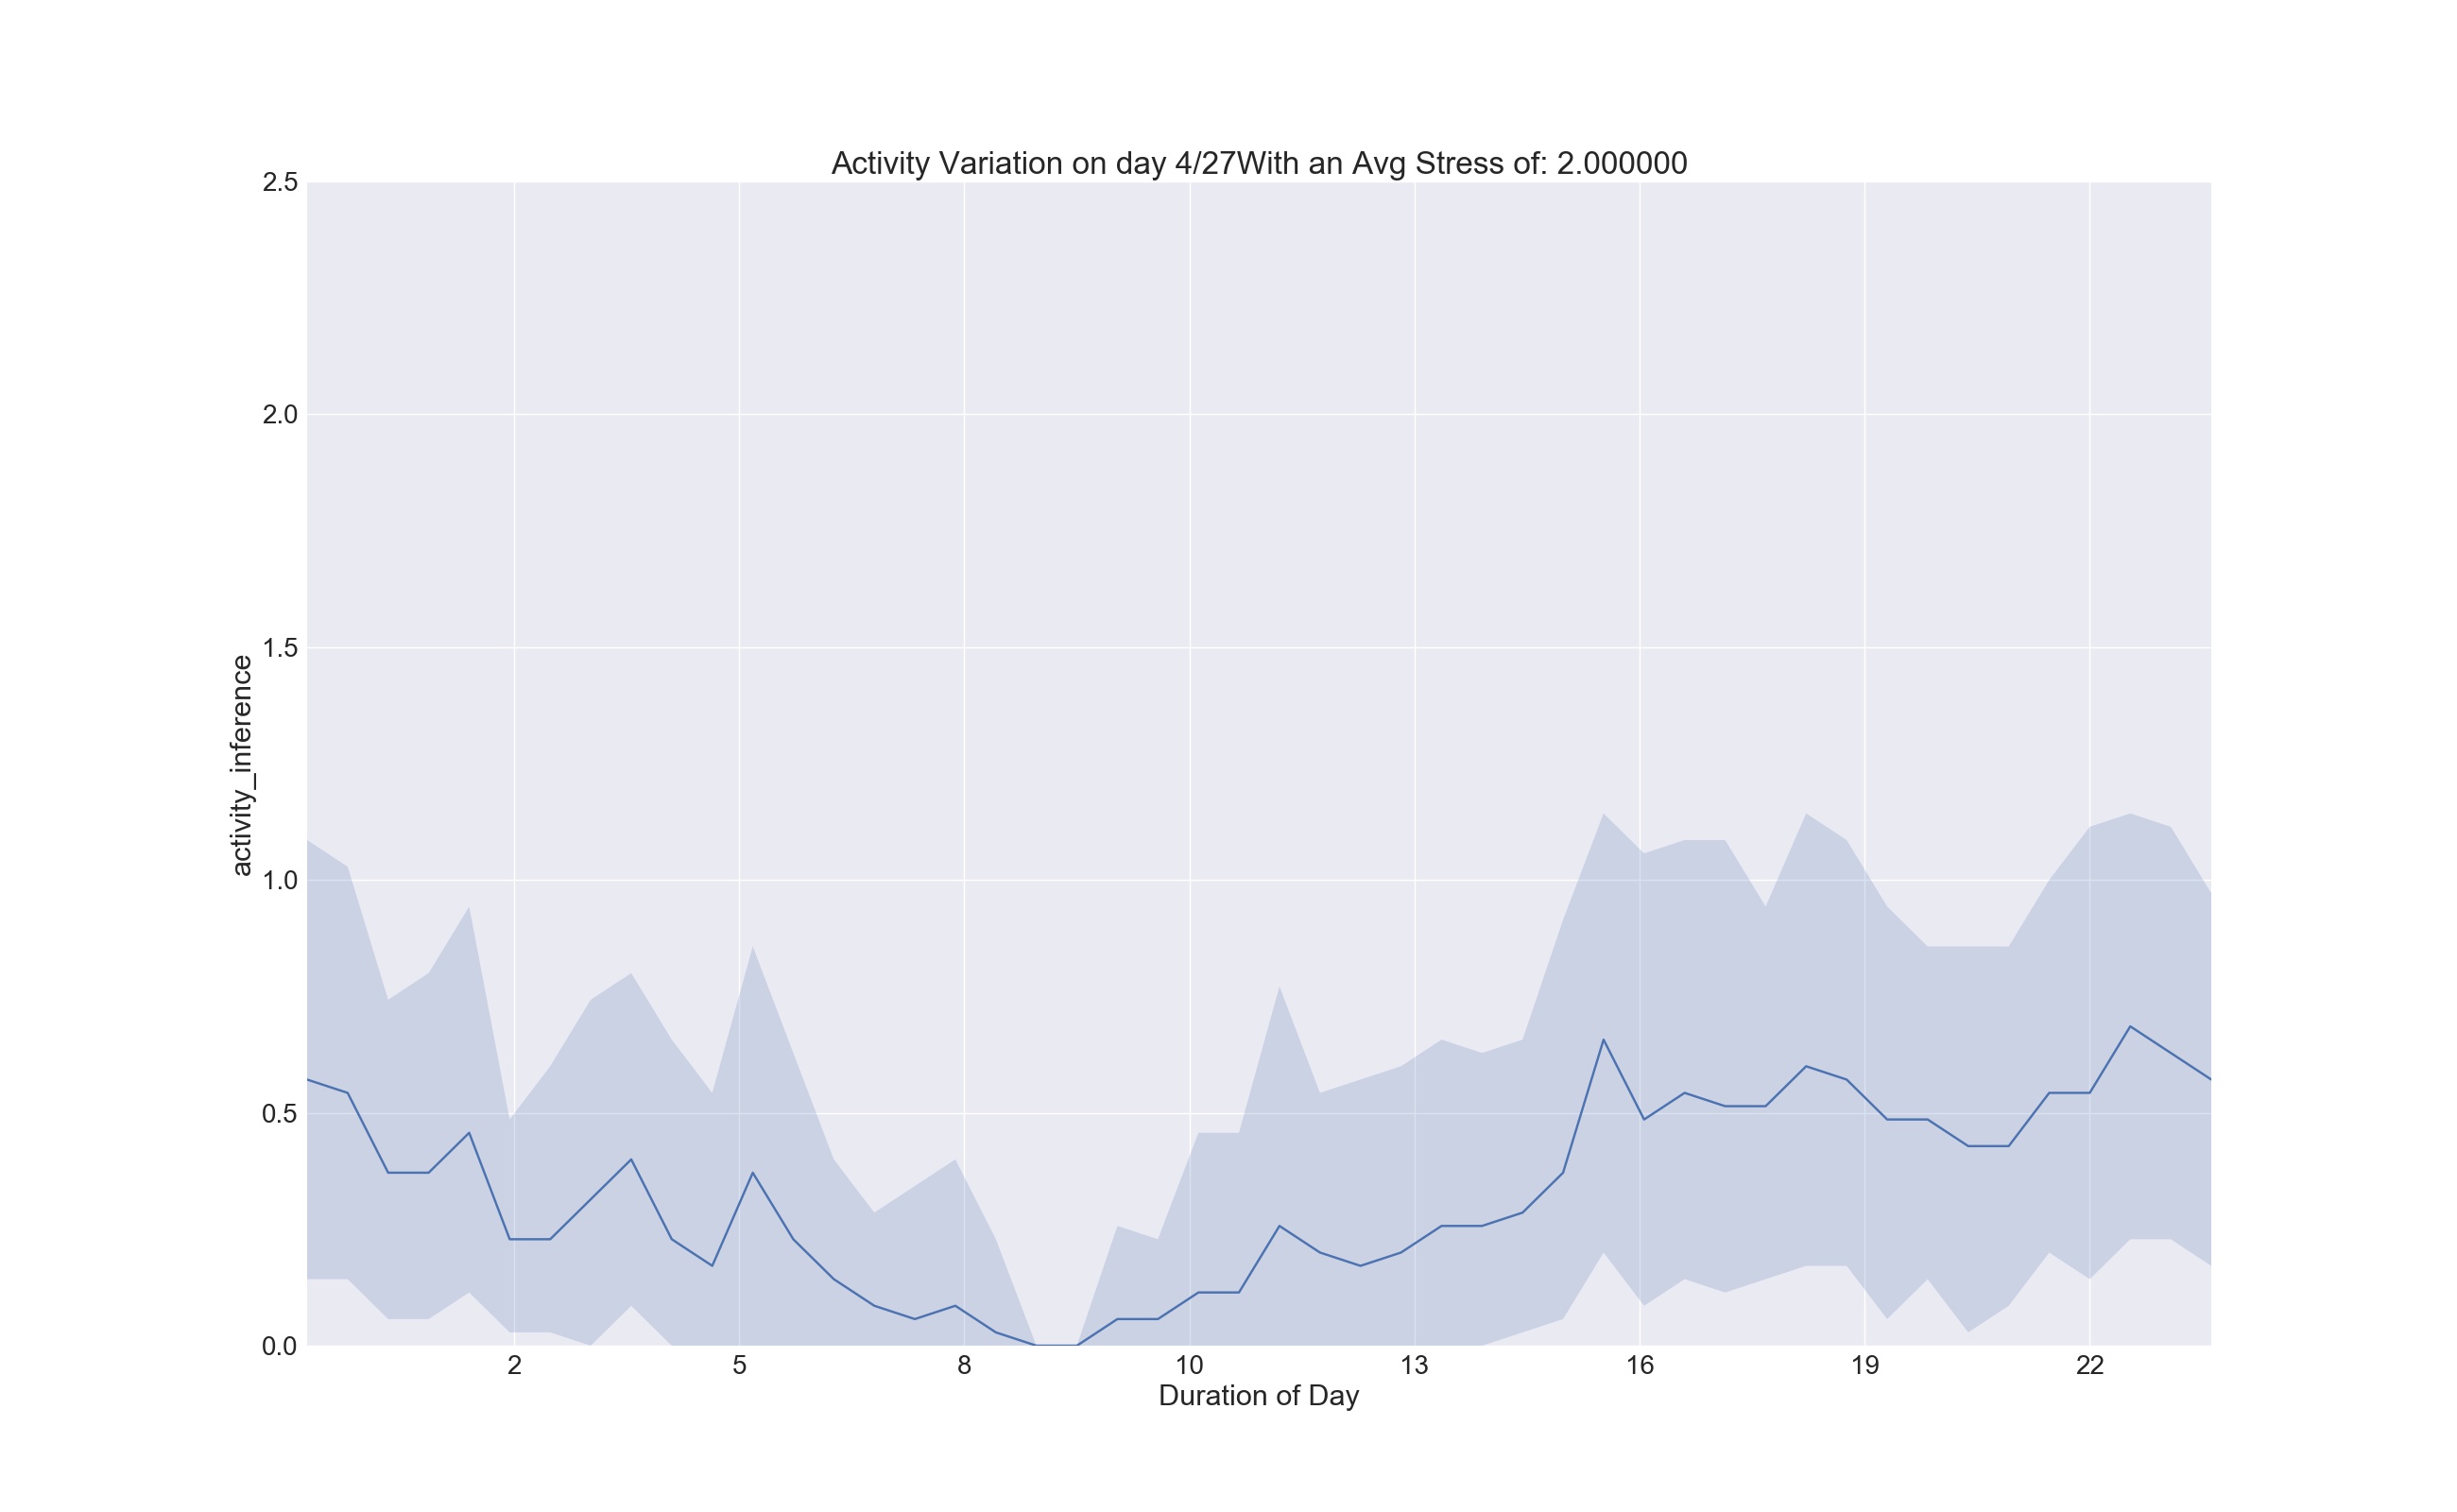 Activity Variation on day 4/27With an Avg Stress of: 2.000000
2.5
2.0
1.5
1.0
0.5
0.0
activity_inference
2 5 8 10 13 16 19 22
Duration of Day